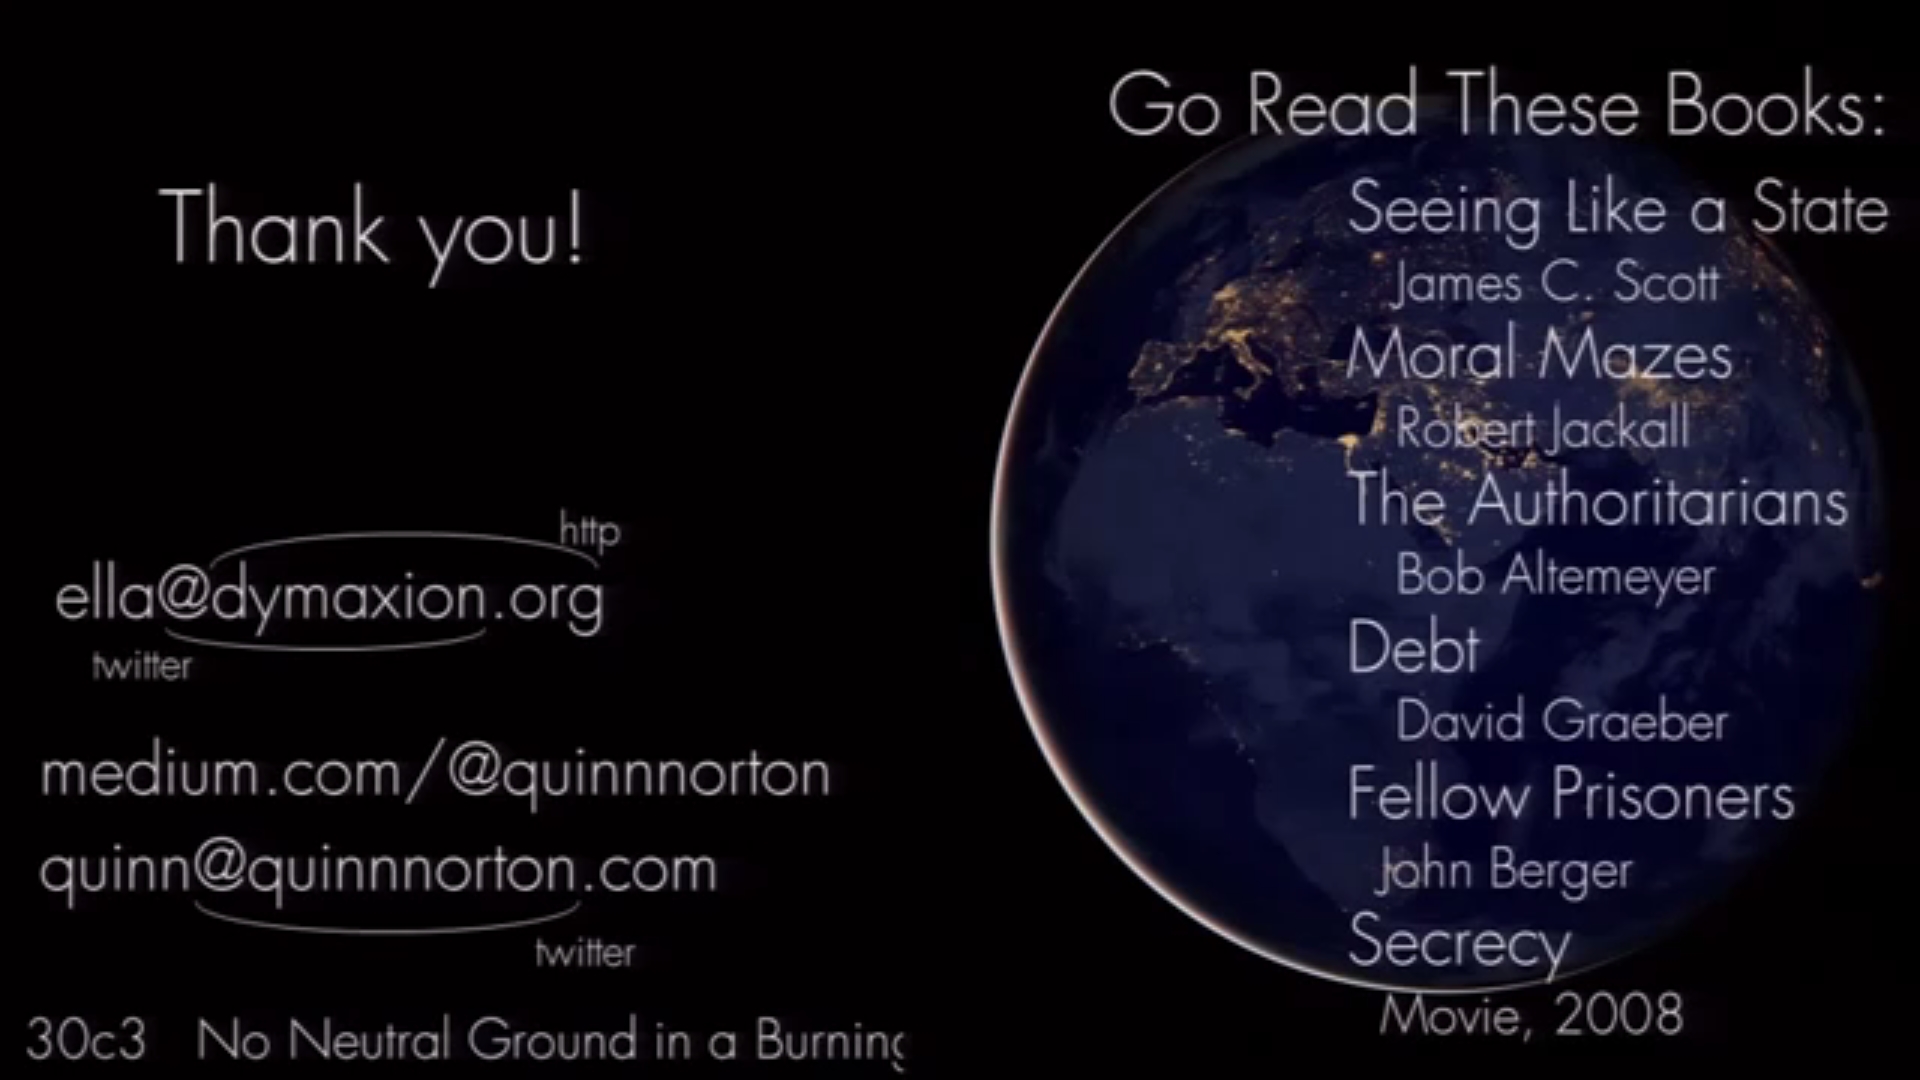 Thank you!
http
ella@dymaxion.org
twitter
medium.com/@quinnnorton
quinn@quinnnorton.com
twitter
30c3 No Neutral Ground in a Burning
Go Read These Books:
Seeing Like a State
James C. Scott
Moral Mazes
Robert Jackall
The Authoritarians
Bob Altemeyer
Debt
David Graeber
Fellow Prisoners
John Berger
Secrecy
Movie, 2008